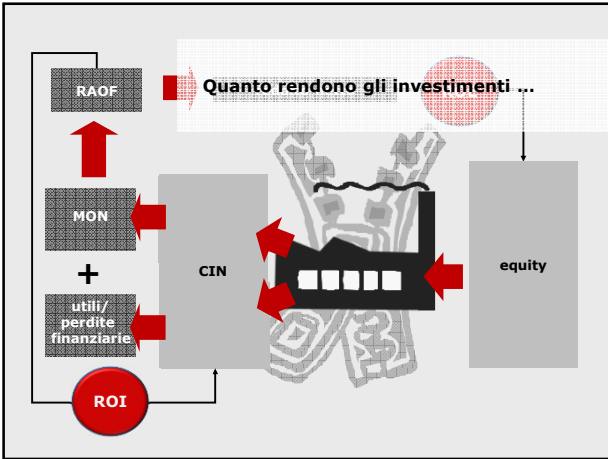 Quanto rendono gli investimenti ...
RAOF
MON
+
utili/
perdite
finanziarie
CIN
equity
ROI